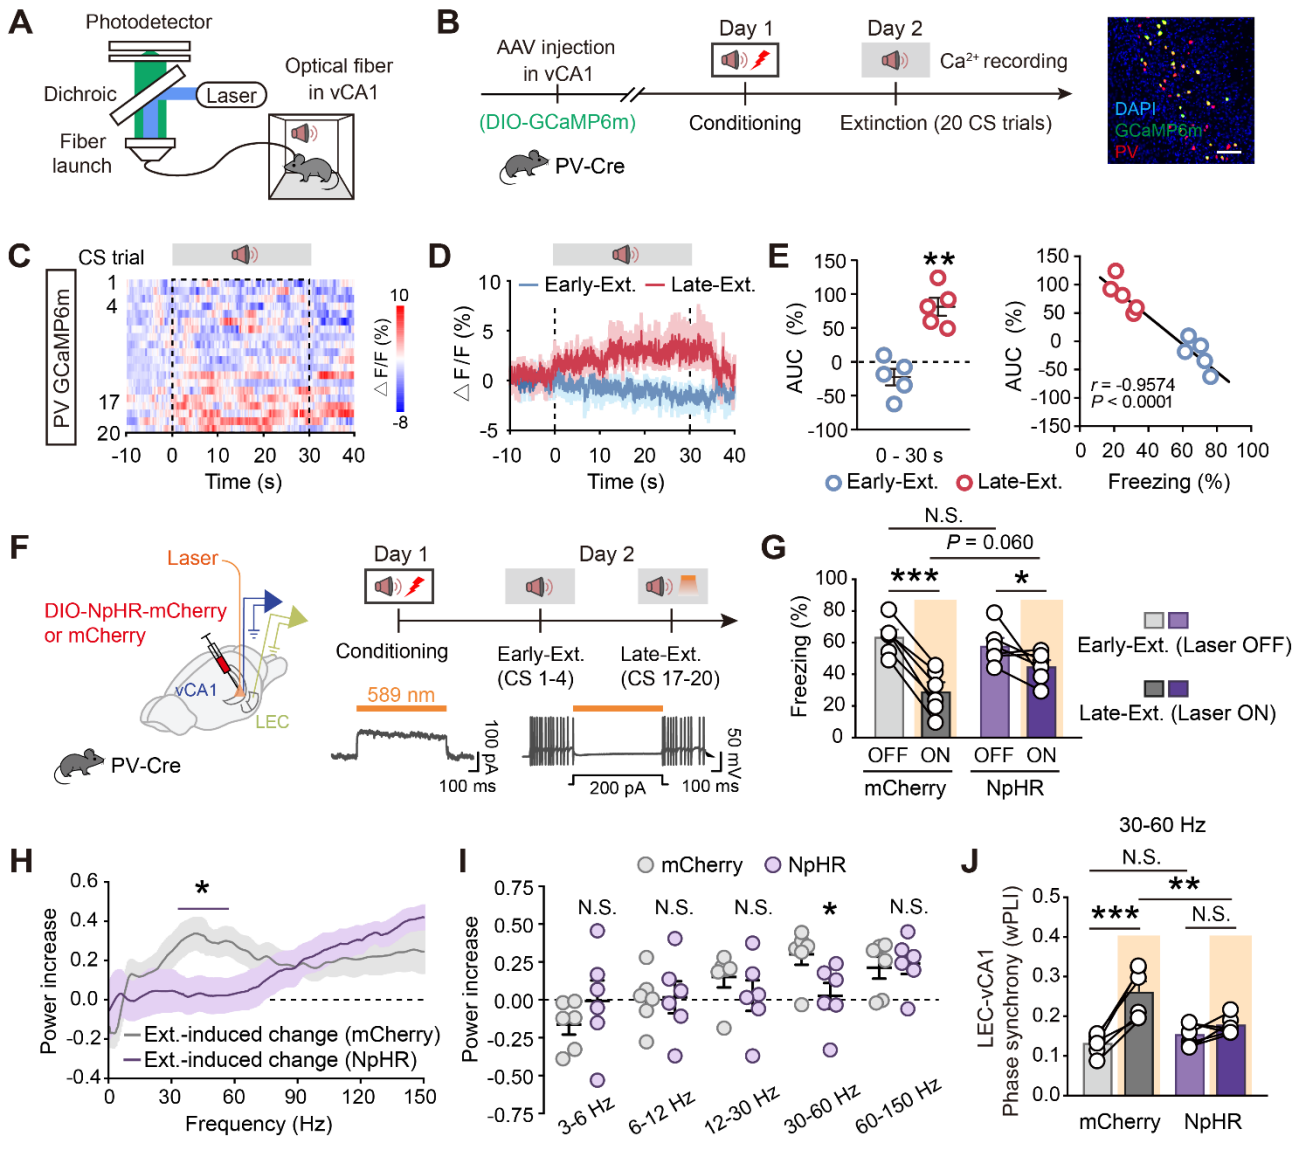 A
Photodetector
Dichroic
Laser
Fiber
launch
Optical fiber
in vCA1
B
AAV injection
in vCA1
(DIO-GCaMP6m)
PV-Cre
Day 1
Day 2
Ca²⁺ recording
Conditioning
Extinction (20 CS trials)
DAPI
GCaMP6m
PV
C
CS trial
PV GCaMP6m
1
4
17
20
-10 0 10 20 30 40
Time (s)
10
-8
△ F/F (%)
D
Early-Ext. Late-Ext.
△ F/F (%)
10
5
0
-5
-10 0 10 20 30 40
Time (s)
E
AUC (%)
150
100
50
0
-50
-100
**
0 - 30 s
AUC (%)
150
100
50
0
-50
-100
-150
r = -0.9574
P < 0.0001
0 20 40 60 80 100
Freezing (%)
Early-Ext. Late-Ext.
F
Laser
DIO-NpHR-mCherry
or mCherry
vCA1
LEC
PV-Cre
Day 1
Day 2
Conditioning
Early-Ext.
(CS 1-4)
Late-Ext.
(CS 17-20)
589 nm
100 pA
100 ms
200 pA
50 mV
100 ms
G
N.S.
P = 0.060
***
*
Freezing (%)
100
80
60
40
20
0
OFF ON OFF ON
mCherry NpHR
Early-Ext. (Laser OFF)
Late-Ext. (Laser ON)
H
Power increase
0.6
0.4
0.2
0.0
-0.2
-0.4
*
Ext.-induced change (mCherry)
Ext.-induced change (NpHR)
0 30 60 90 120 150
Frequency (Hz)
I
mCherry NpHR
Power increase
0.75
0.50
0.25
0.00
-0.25
-0.50
-0.75
N.S. N.S. N.S. * N.S.
3-6 Hz 6-12 Hz 12-30 Hz 30-60 Hz 60-150 Hz
J
30-60 Hz
N.S.
**
***
N.S.
LEC-vCA1
Phase synchrony (wPLI)
0.5
0.4
0.3
0.2
0.1
0.0
mCherry NpHR